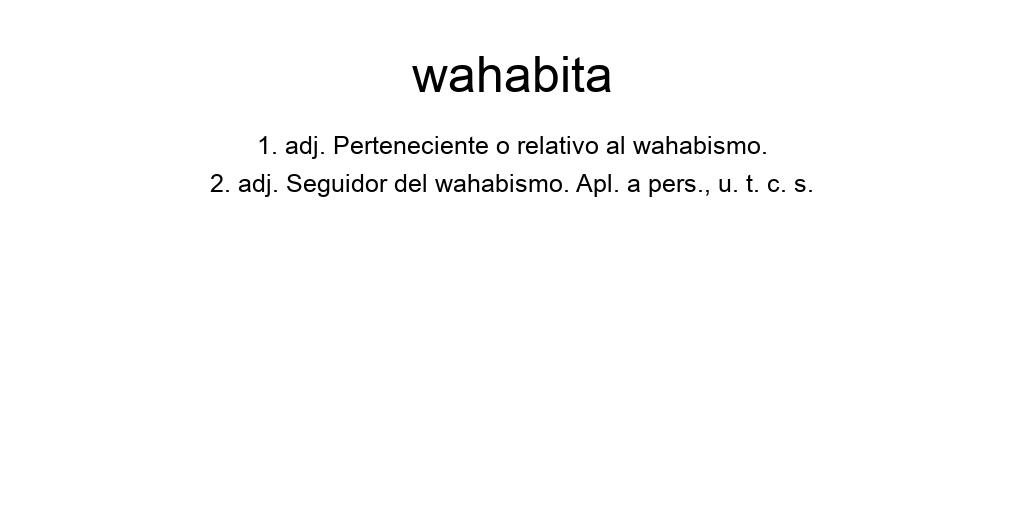 wahabita
1. adj. Perteneciente o relativo al wahabismo.
2. adj. Seguidor del wahabismo. Apl. a pers., u. t. c. s.